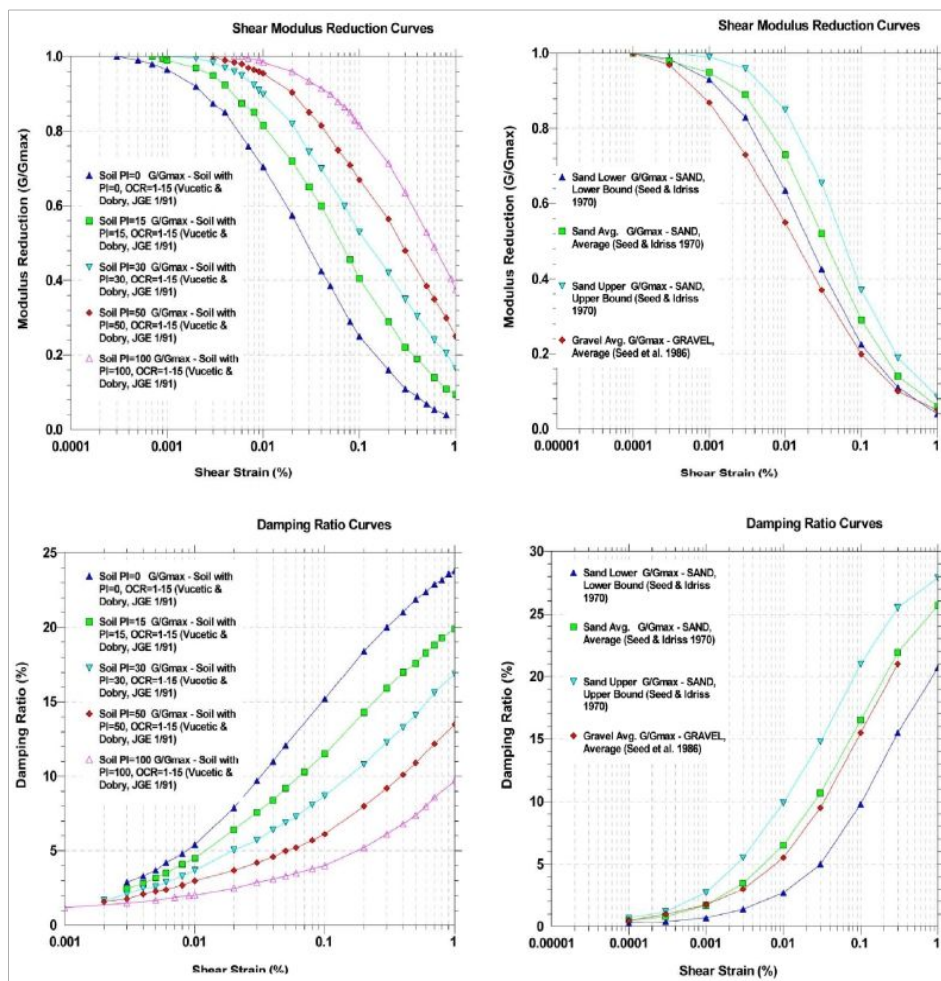 Shear Modulus Reduction Curves
1.0
0.8
0.6
0.4
0.2
0.0
Modulus Reduction (G/Gmax)
Soil PI=0 G/Gmax - Soil with
PI=0, OCR=1-15 (Vucetic &
Dobry, JGE 1/91)
Soil PI=15 G/Gmax - Soil with
PI=15, OCR=1-15 (Vucetic &
Dobry, JGE 1/91)
Soil PI=30 G/Gmax - Soil with
PI=30, OCR=1-15 (Vucetic &
Dobry, JGE 1/91)
Soil PI=50 G/Gmax - Soil with
PI=50, OCR=1-15 (Vucetic &
Dobry, JGE 1/91)
Soil PI=100 G/Gmax - Soil with
PI=100, OCR=1-15 (Vucetic &
Dobry, JGE 1/91)
0.0001 0.001 0.01 0.1 1
Shear Strain (%)
Shear Modulus Reduction Curves
1.0
0.8
0.6
0.4
0.2
0.0
Modulus Reduction (G/Gmax)
Sand Lower G/Gmax - SAND,
Lower Bound (Seed & Idriss
1970)
Sand Avg. G/Gmax - SAND,
Average (Seed & Idriss 1970)
Sand Upper G/Gmax - SAND,
Upper Bound (Seed & Idriss
1970)
Gravel Avg. G/Gmax - GRAVEL,
Average (Seed et al. 1986)
0.00001 0.0001 0.001 0.01 0.1 1
Shear Strain (%)
Damping Ratio Curves
25
20
15
10
5
0
Damping Ratio (%)
Soil PI=0 G/Gmax - Soil with
PI=0, OCR=1-15 (Vucetic &
Dobry, JGE 1/91)
Soil PI=15 G/Gmax - Soil with
PI=15, OCR=1-15 (Vucetic &
Dobry, JGE 1/91)
Soil PI=30 G/Gmax - Soil with
PI=30, OCR=1-15 (Vucetic &
Dobry, JGE 1/91)
Soil PI=50 G/Gmax - Soil with
PI=50, OCR=1-15 (Vucetic &
Dobry, JGE 1/91)
Soil PI=100 G/Gmax - Soil with
PI=100, OCR=1-15 (Vucetic &
Dobry, JGE 1/91)
0.001 0.01 0.1 1
Shear Strain (%)
Damping Ratio Curves
30
25
20
15
10
5
0
Damping Ratio (%)
Sand Lower G/Gmax - SAND,
Lower Bound (Seed & Idriss
1970)
Sand Avg. G/Gmax - SAND,
Average (Seed & Idriss 1970)
Sand Upper G/Gmax - SAND,
Upper Bound (Seed & Idriss
1970)
Gravel Avg. G/Gmax - GRAVEL,
Average (Seed et al. 1986)
0.00001 0.0001 0.001 0.01 0.1 1
Shear Strain (%)